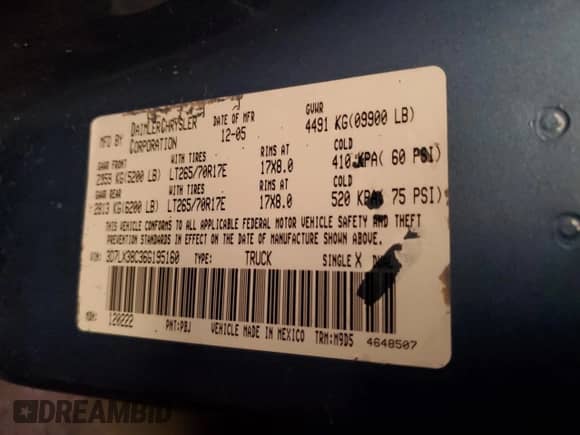 MFD BY DAIMLERCHRYSLER CORPORATION DATE OF MFR 12-05 GVWR 4491 KG(09900 LB)
GAWR FRONT WITH TIRES RIMS AT COLD
2359 KG(5200 LB) LT265/70R17E 17X8.0 410 KPA( 60 PSI)
GAWR REAR WITH TIRES RIMS AT COLD
2813 KG(6200 LB) LT265/70R17E 17X8.0 520 KPA( 75 PSI)
THIS VEHICLE CONFORMS TO ALL APPLICABLE FEDERAL MOTOR VEHICLE SAFETY AND THEFT
PREVENTION STANDARDS IN EFFECT ON THE DATE OF MANUFACTURE SHOWN ABOVE.
VIN: 3D7LX38C36G195160 TYPE: TRUCK SINGLE X
MDH: 120222 PNT:PBJ VEHICLE MADE IN MEXICO TRM:M9D5 4648507
DREAMBID